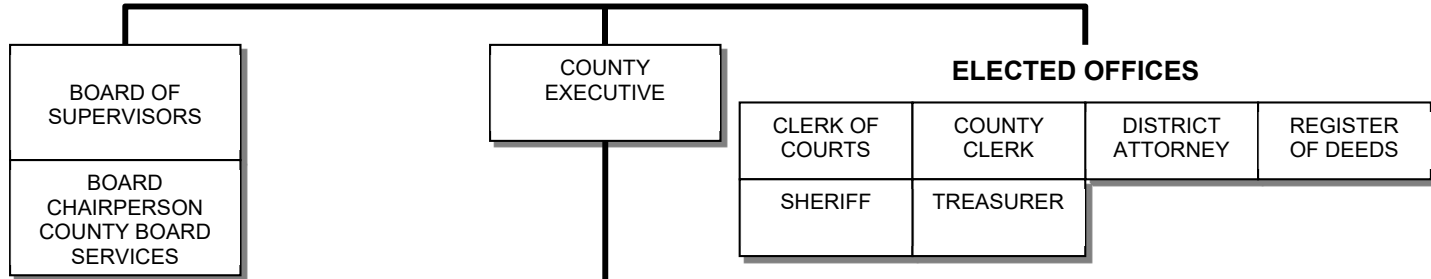 BOARD OF
SUPERVISORS
BOARD
CHAIRPERSON
COUNTY BOARD
SERVICES
COUNTY
EXECUTIVE
ELECTED OFFICES
CLERK OF
COURTS
COUNTY
CLERK
DISTRICT
ATTORNEY
REGISTER
OF DEEDS
SHERIFF
TREASURER